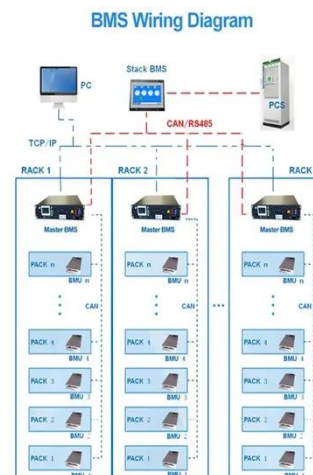 BMS Wiring Diagram
Stack BMS
PC
PCS
CAN/RS485
TCP/IP
RACK 1
RACK 2
RACK
Master BMS
Master BMS
Master BMS
PACK n
PACK n
PACK n
BMU n
BMU n
BMU n
CAN
CAN
CAN
PACK 4
PACK 4
PACK 4
BMU 4
BMU 4
BMU 4
PACK 3
PACK 3
PACK 3
BMU 3
BMU 3
BMU 3
PACK 2
PACK 2
PACK 2
BMU 2
BMU 2
BMU 2
PACK 1
PACK 1
PACK 1